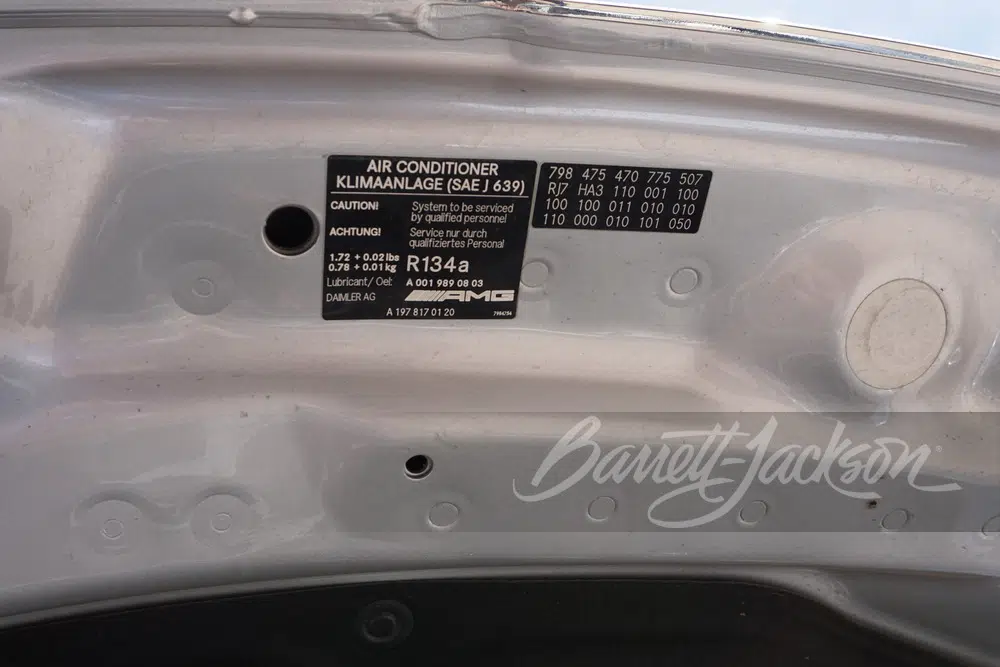 AIR CONDITIONER
KLIMAANLAGE (SAE J 639)
CAUTION! System to be serviced
by qualified personnel
ACHTUNG! Service nur durch
qualifiziertes Personal
1.72 + 0.02 lbs
0.78 + 0.01 kg R134a
Lubricant / Oel: A 001 989 08 03
DAIMLER AG AMG
A 197 817 01 20 7984/54
798 475 470 775 507
RJ7 HA3 110 001 100
100 100 011 010 010
110 000 010 101 050
Barrett-Jackson